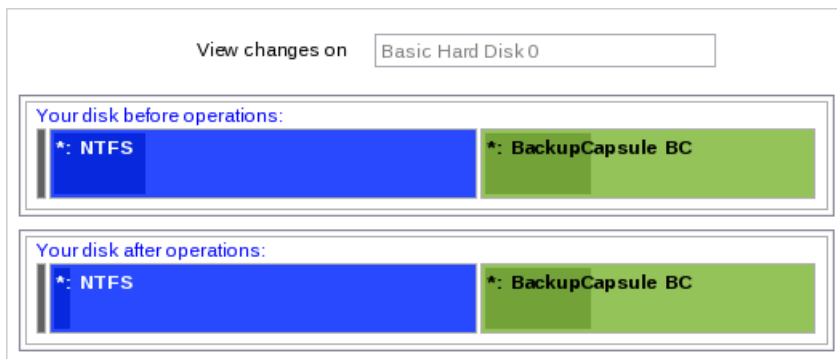 View changes on Basic Hard Disk 0
Your disk before operations:
*: NTFS *: BackupCapsule BC
Your disk after operations:
*: NTFS *: BackupCapsule BC